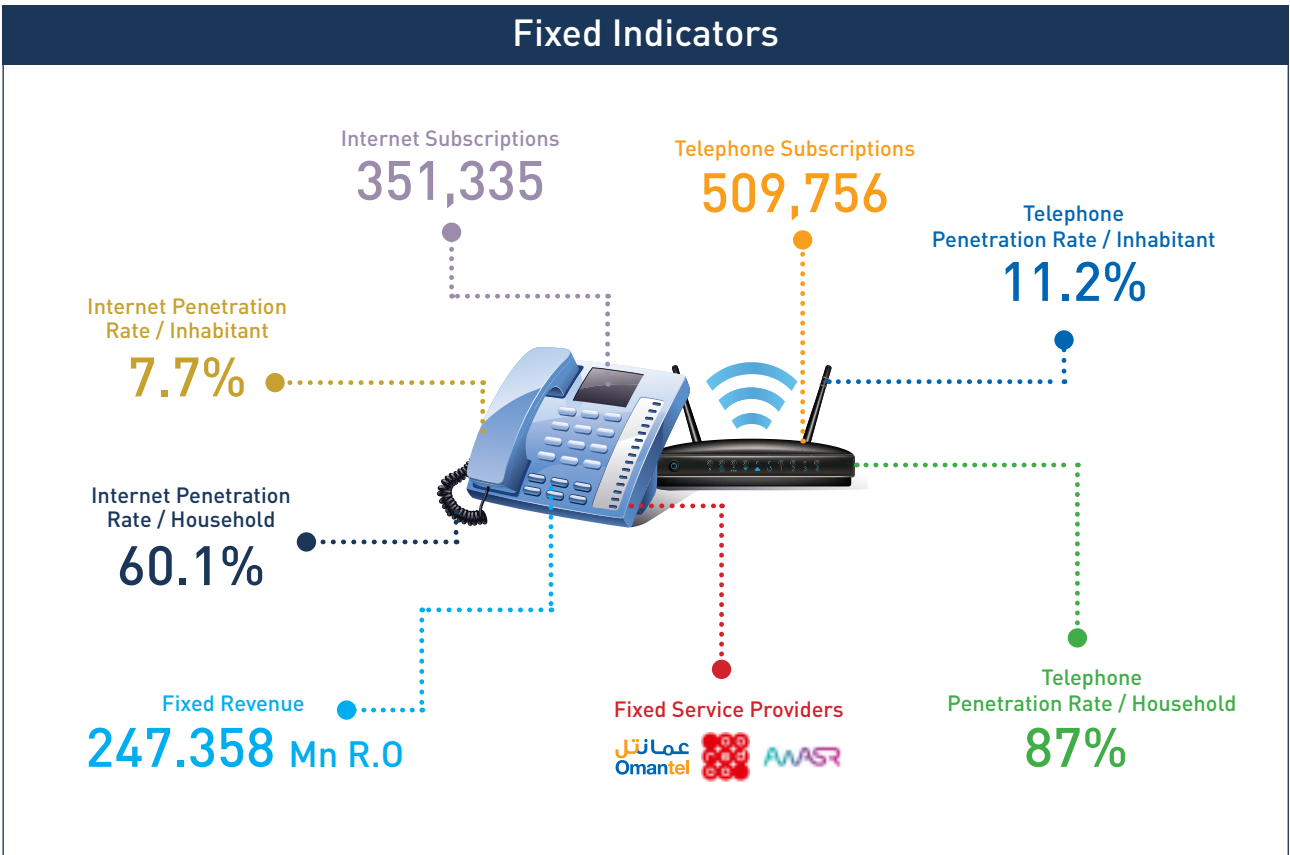 Fixed Indicators
Internet Subscriptions
351,335
Telephone Subscriptions
509,756
Telephone
Penetration Rate / Inhabitant
11.2%
Internet Penetration
Rate / Inhabitant
7.7%
Internet Penetration
Rate / Household
60.1%
Fixed Revenue
247.358 Mn R.O
Fixed Service Providers
عمانتل
Omantel
AWASR
Telephone
Penetration Rate / Household
87%